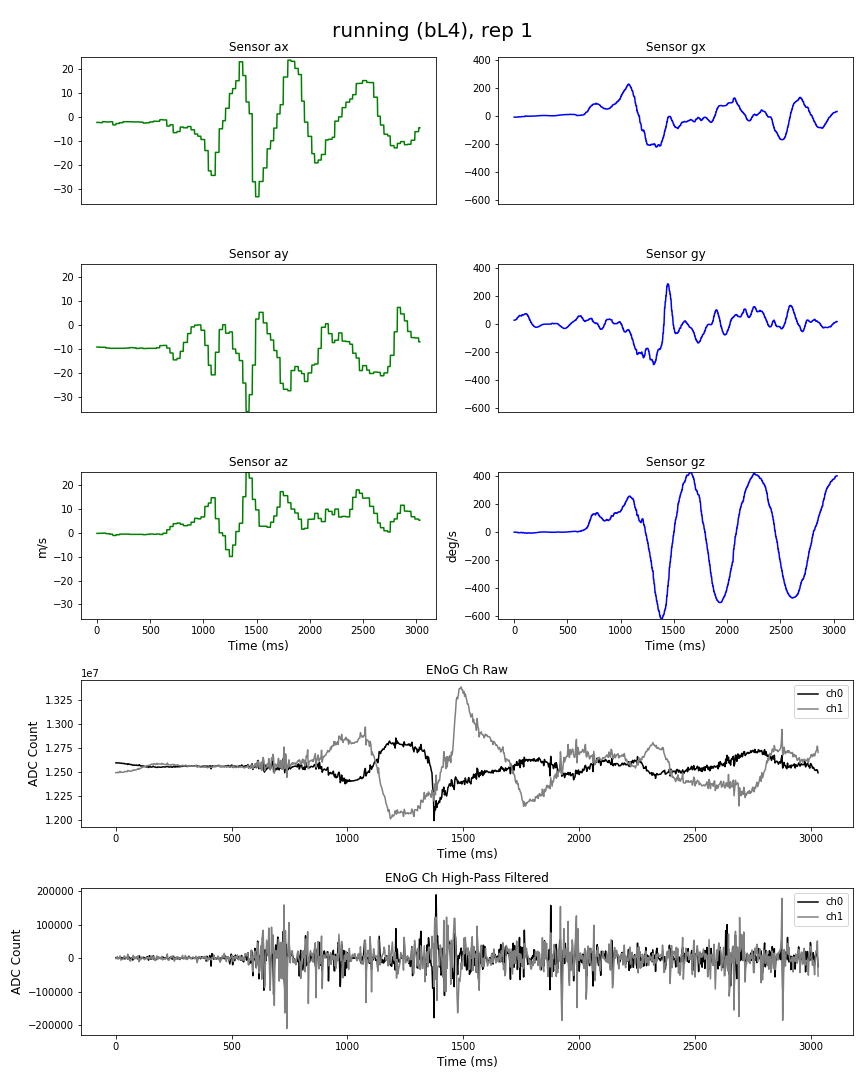 running (bL4), rep 1
Sensor ax
20
10
0
−10
−20
−30
Sensor gx
400
200
0
−200
−400
−600
Sensor ay
20
10
0
−10
−20
−30
Sensor gy
400
200
0
−200
−400
−600
Sensor az
20
10
0
−10
−20
−30
m/s
0 500 1000 1500 2000 2500 3000
Time (ms)
Sensor gz
400
200
0
−200
−400
−600
deg/s
0 500 1000 1500 2000 2500 3000
Time (ms)
ENoG Ch Raw
1e7
1.325
1.300
1.275
1.250
1.225
1.200
ADC Count
ch0
ch1
0 500 1000 1500 2000 2500 3000
Time (ms)
ENoG Ch High-Pass Filtered
200000
100000
0
−100000
−200000
ADC Count
ch0
ch1
0 500 1000 1500 2000 2500 3000
Time (ms)